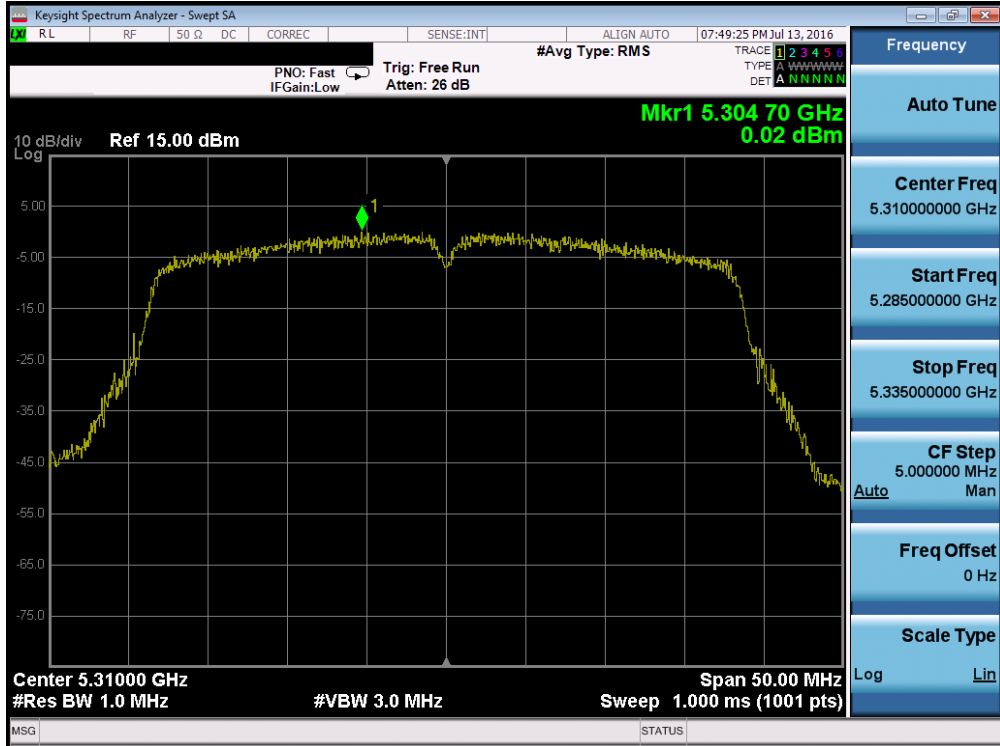 Keysight Spectrum Analyzer - Swept SA
LXI RL RF 50 Ω DC CORREC SENSE:INT ALIGN AUTO 07:49:25 PM Jul 13, 2016
#Avg Type: RMS
TRACE 1 2 3 4 5 6
TYPE A WWWWW
DET A N N N N N
PNO: Fast
IFGain:Low
Trig: Free Run
Atten: 26 dB
Mkr1 5.304 70 GHz
0.02 dBm
10 dB/div Ref 15.00 dBm
Log
1
5.00
-5.00
-15.0
-25.0
-35.0
-45.0
-55.0
-65.0
-75.0
Center 5.31000 GHz Span 50.00 MHz
#Res BW 1.0 MHz #VBW 3.0 MHz Sweep 1.000 ms (1001 pts)
MSG STATUS
Frequency
Auto Tune
Center Freq
5.310000000 GHz
Start Freq
5.285000000 GHz
Stop Freq
5.335000000 GHz
CF Step
5.000000 MHz
Auto Man
Freq Offset
0 Hz
Scale Type
Log Lin